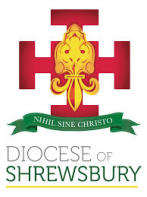 NIHIL SINE CHRISTO
DIOCESE OF
SHREWSBURY